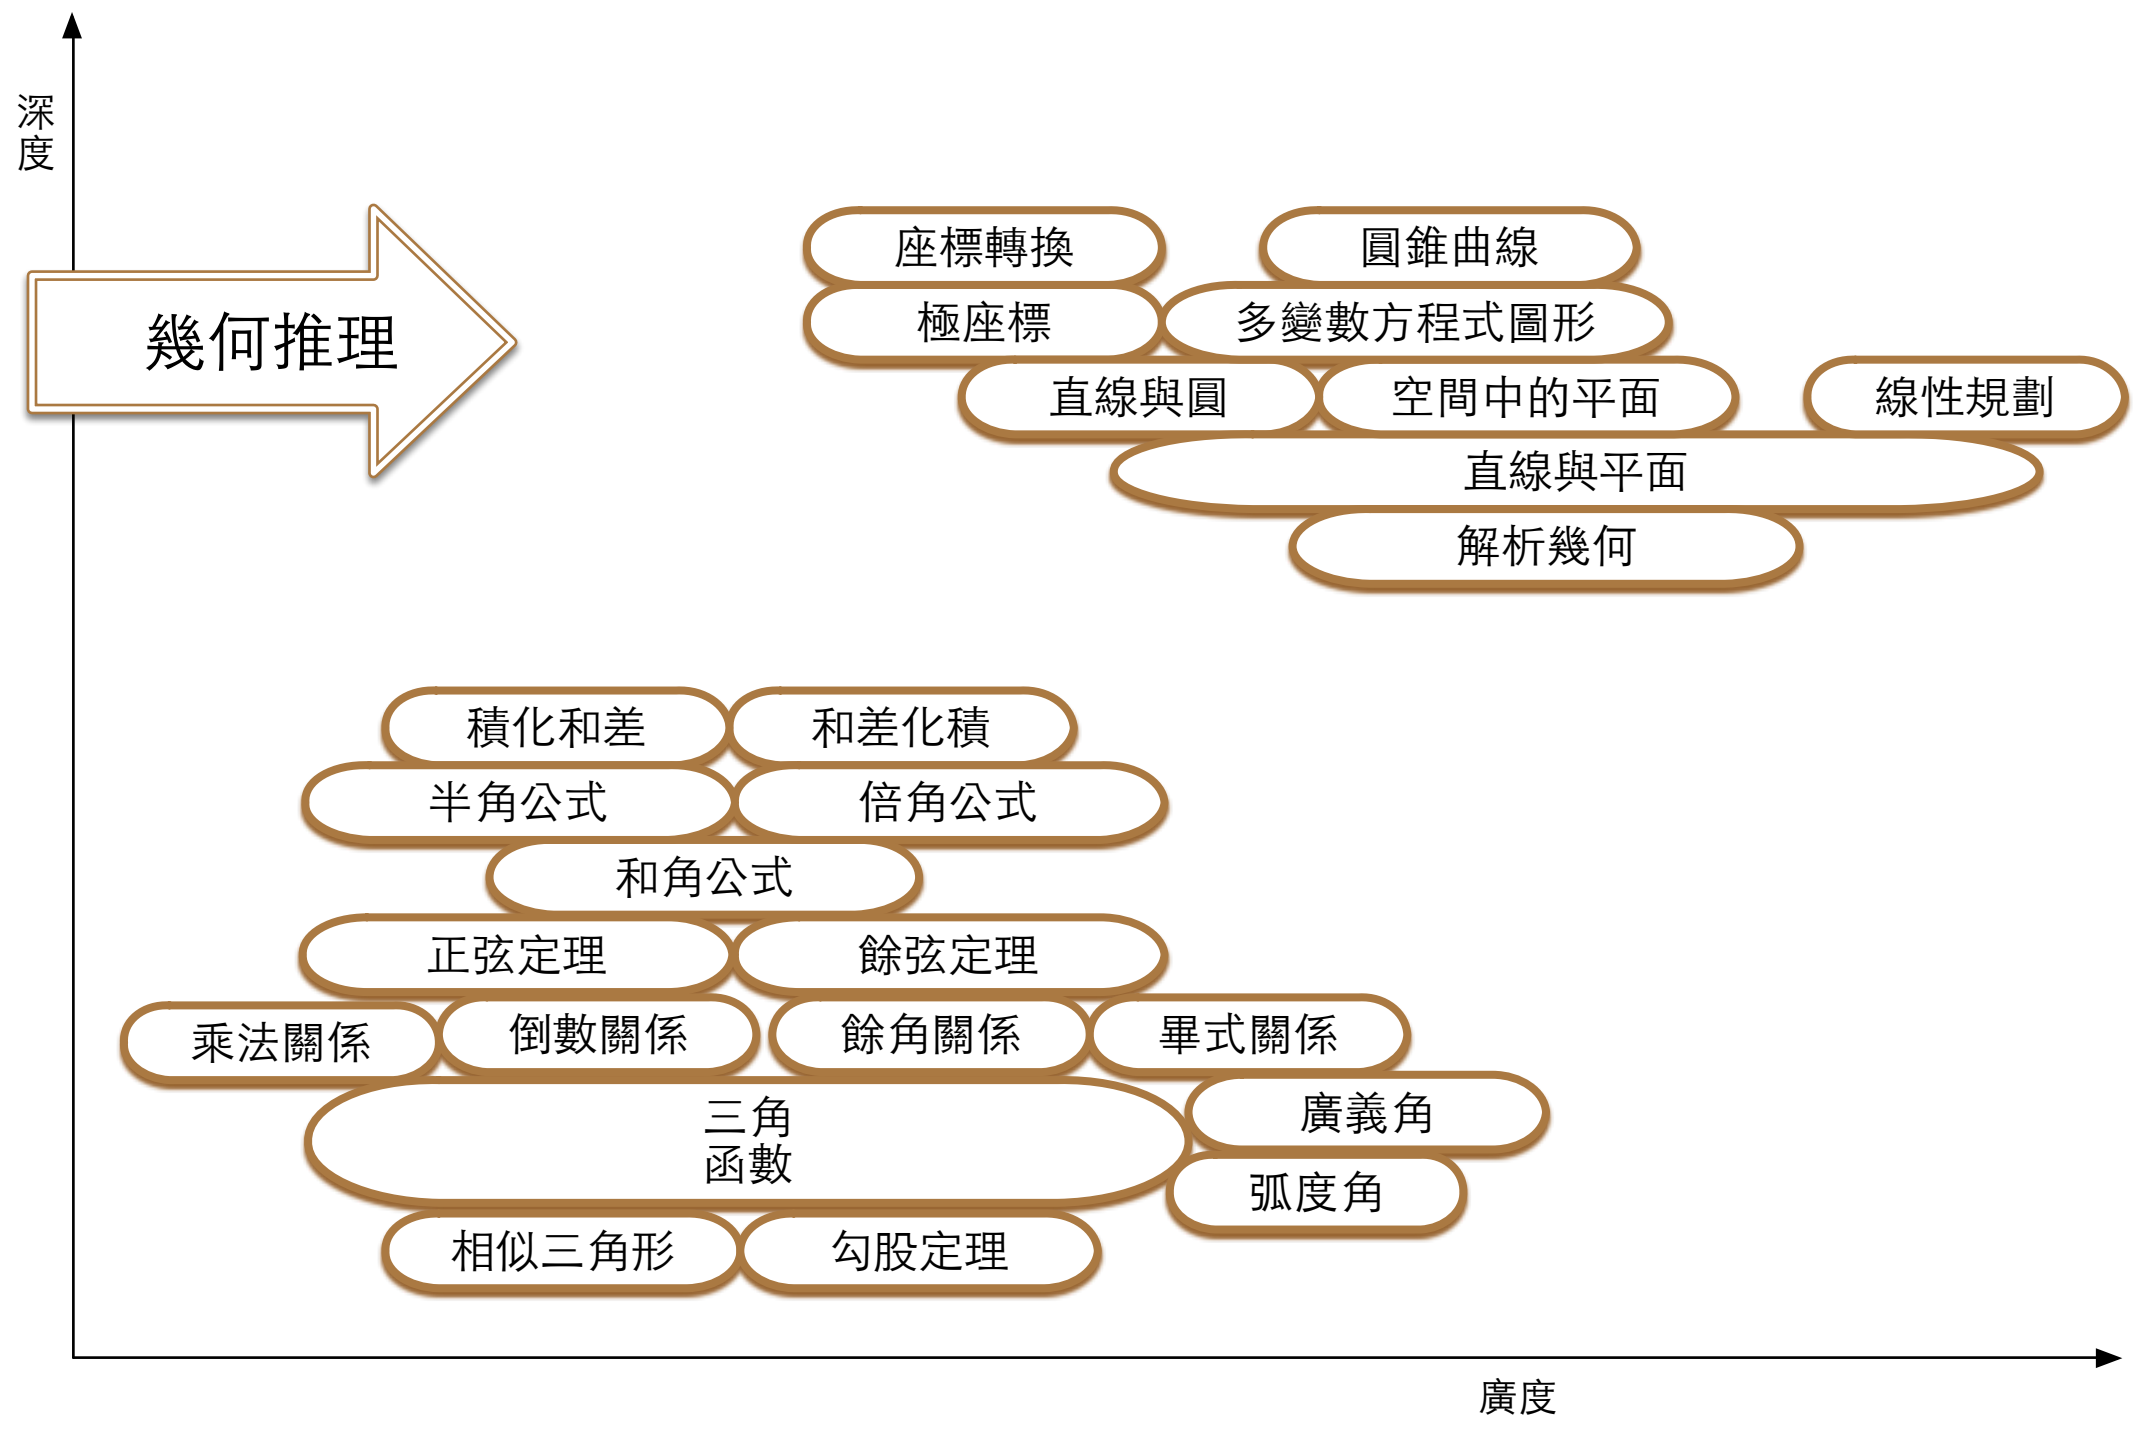 深
度
幾何推理
座標轉換
圓錐曲線
極座標
多變數方程式圖形
直線與圓
空間中的平面
線性規劃
直線與平面
解析幾何
積化和差
和差化積
半角公式
倍角公式
和角公式
正弦定理
餘弦定理
乘法關係
倒數關係
餘角關係
畢式關係
三角
函數
廣義角
弧度角
相似三角形
勾股定理
廣度